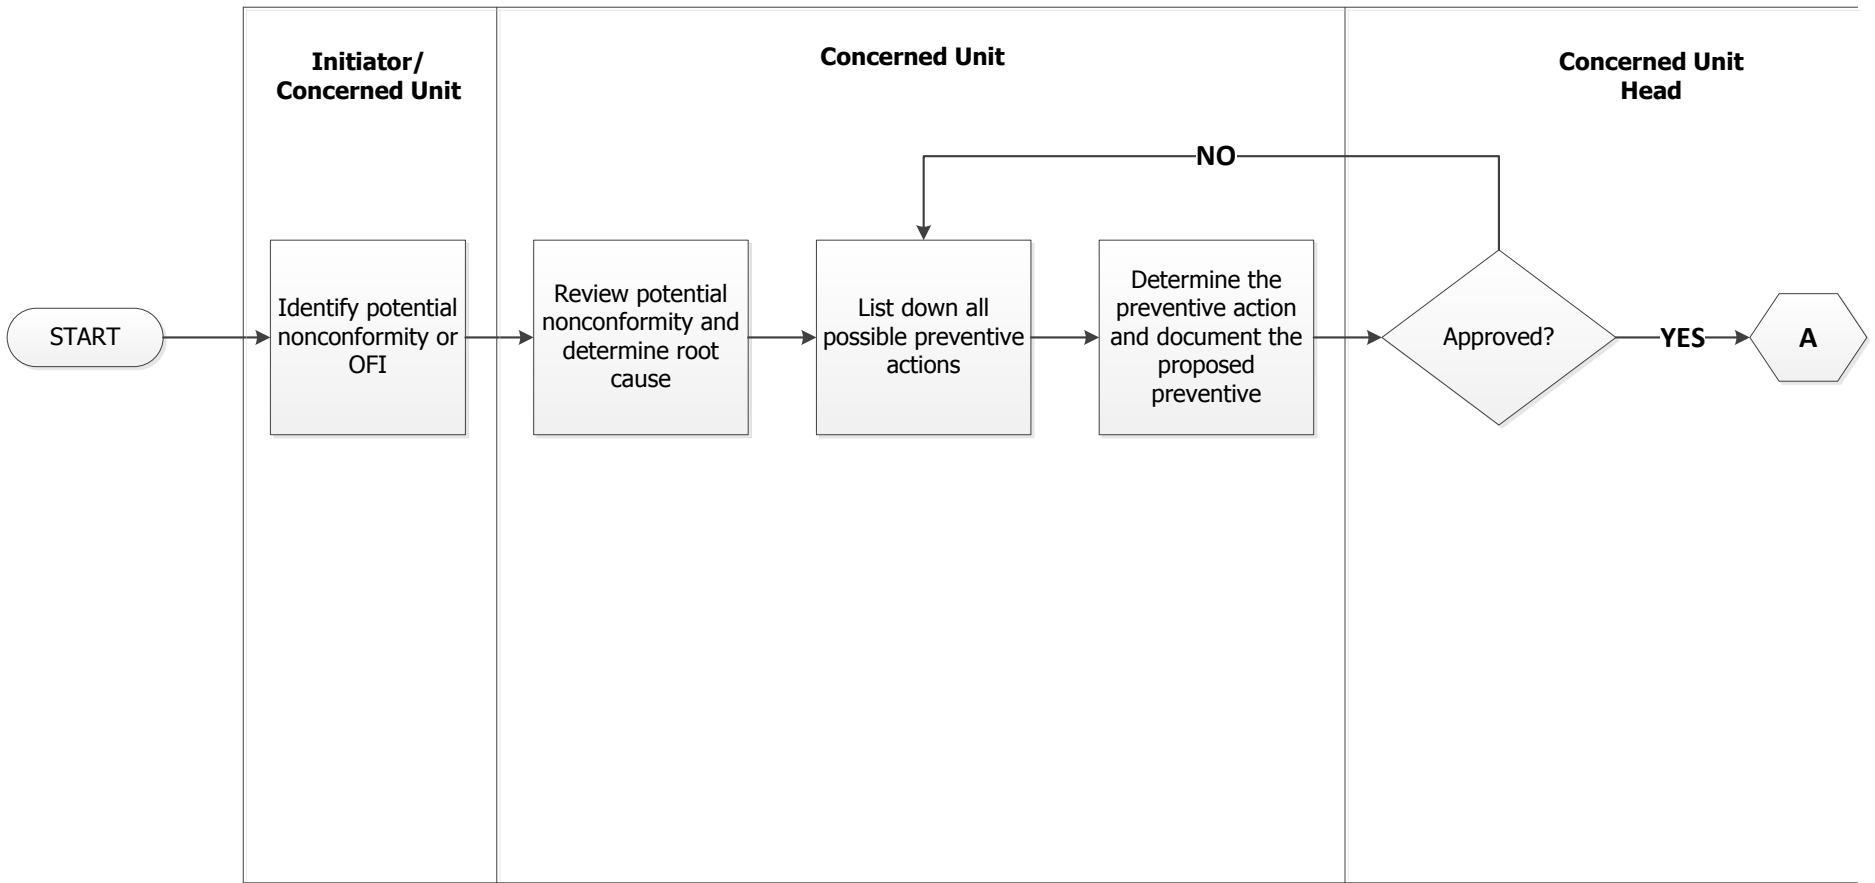 Initiator/
Concerned Unit
Concerned Unit
Concerned Unit
Head
NO
START
Identify potential
nonconformity or
OFI
Review potential
nonconformity and
determine root
cause
List down all
possible preventive
actions
Determine the
preventive action
and document the
proposed
preventive
Approved?
YES
A